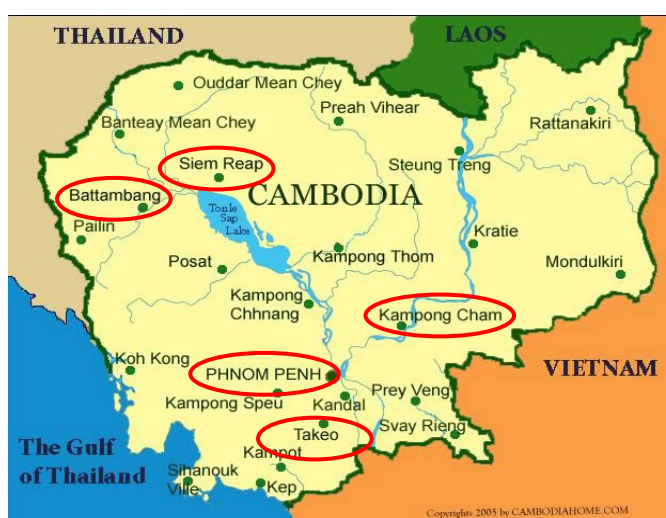 THAILAND
LAOS
Ouddar Mean Chey
Preah Vihear
Banteay Mean Chey
Rattanakiri
Siem Reap
Steung Treng
Battambang
CAMBODIA
Tonle
Sap
Lake
Pailin
Kratie
Posat
Kampong Thom
Mondulkiri
Kampong
Chhnang
Kampong Cham
Koh Kong
PHNOM PENH
VIETNAM
Prey Veng
Kampong Speu
Kandal
Takeo
Svay Rieng
The Gulf
of Thailand
Kampot
Sihanouk
Ville
Kep
Copyrights 2005 by CAMBODIAHOME.COM